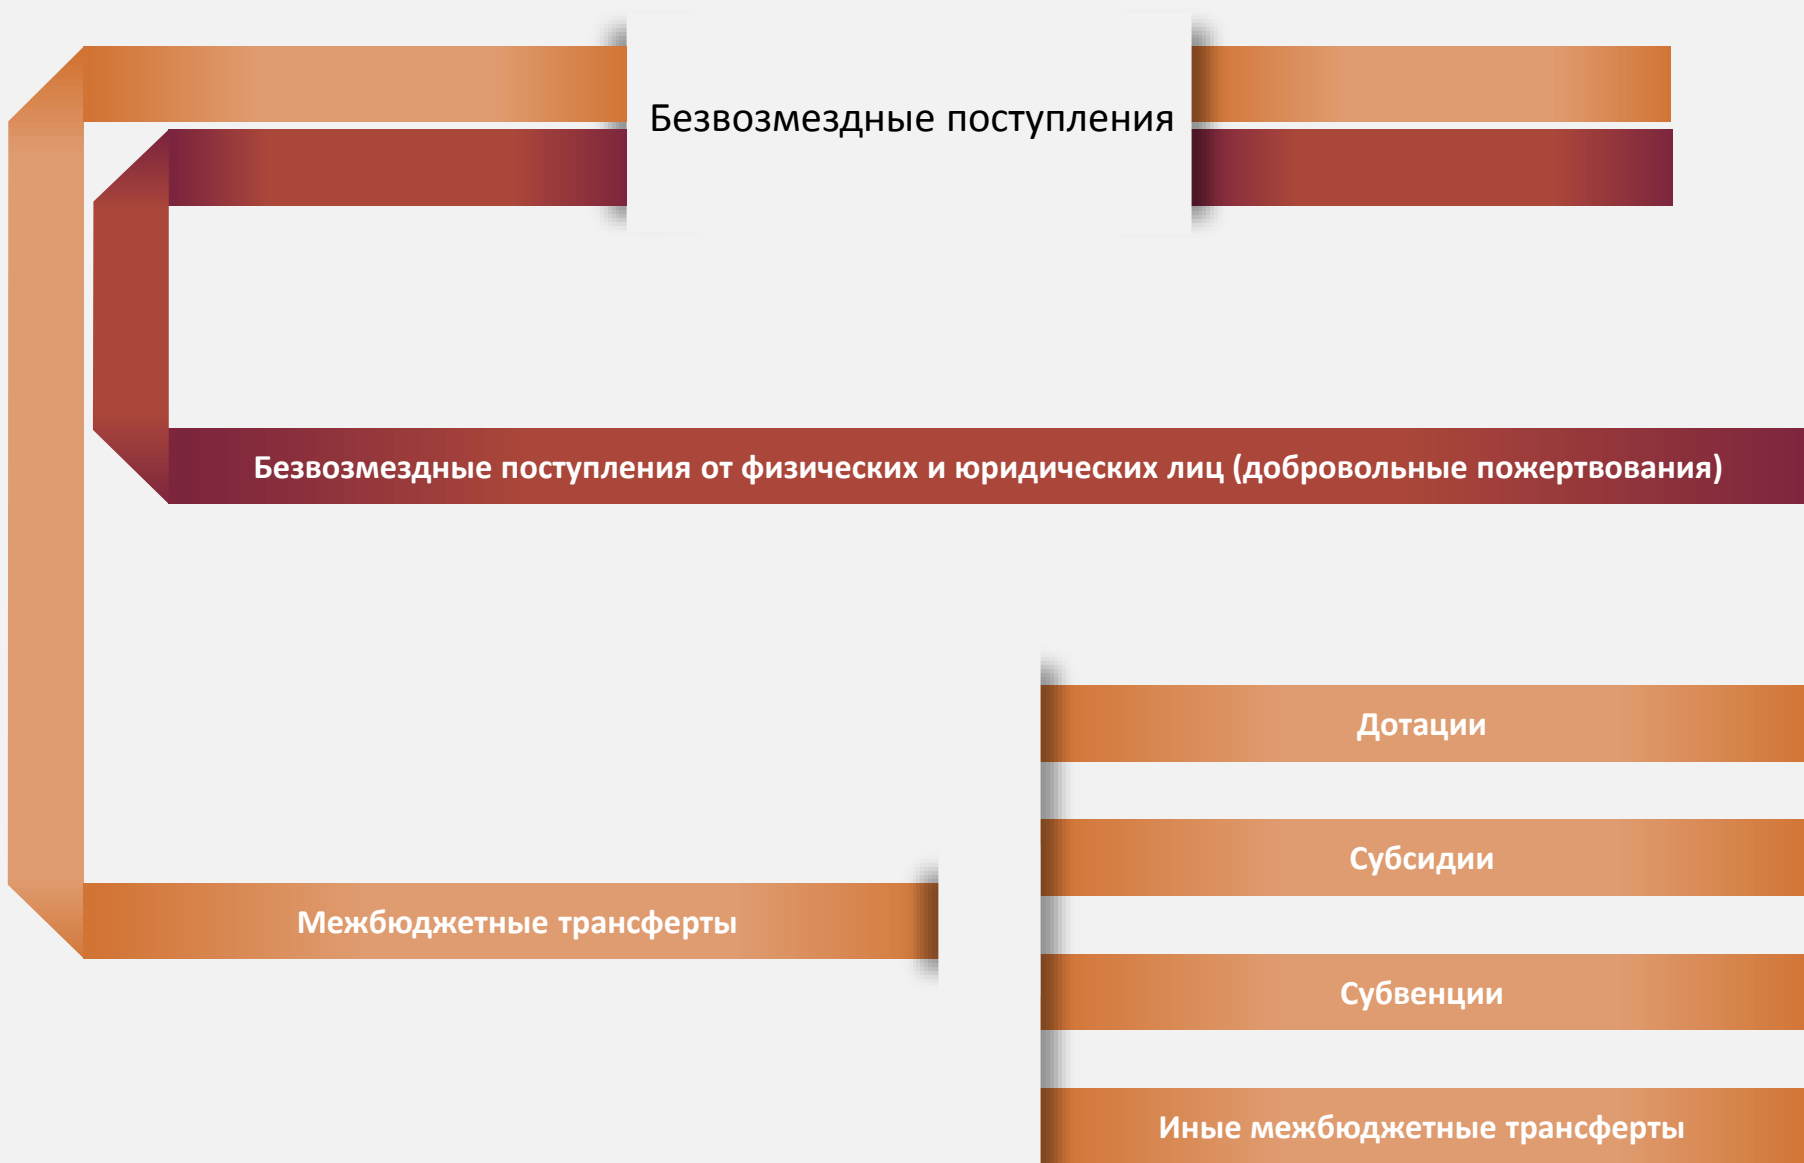 Безвозмездные поступления
Безвозмездные поступления от физических и юридических лиц (добровольные пожертвования)
Межбюджетные трансферты
Дотации
Субсидии
Субвенции
Иные межбюджетные трансферты